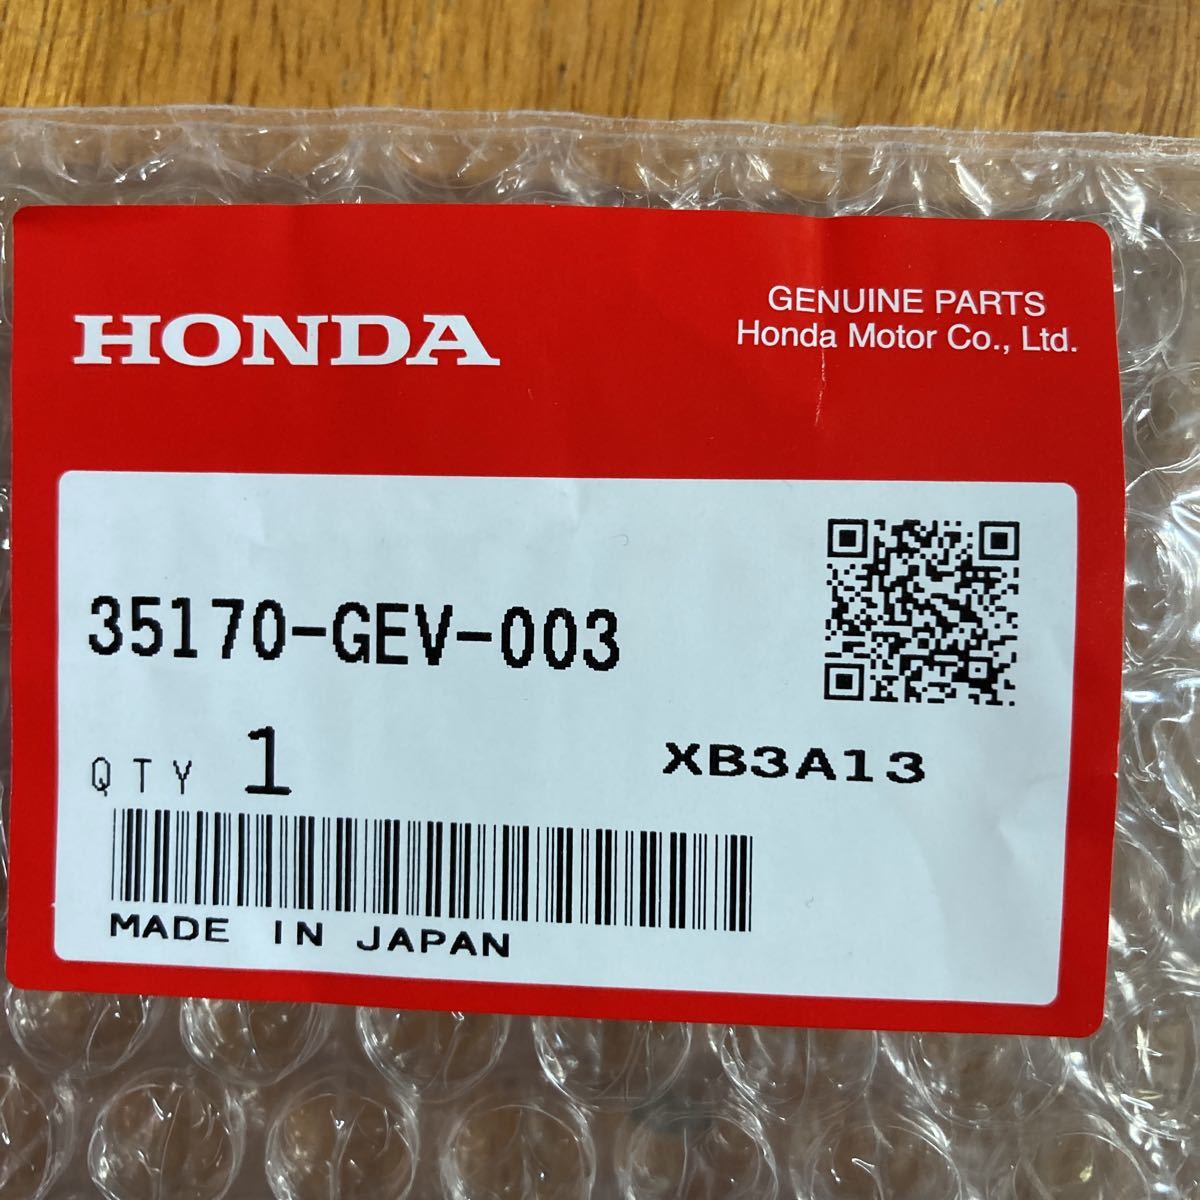 HONDA
GENUINE PARTS
Honda Motor Co., Ltd.
35170-GEV-003
QTY 1
XB3A13
MADE IN JAPAN